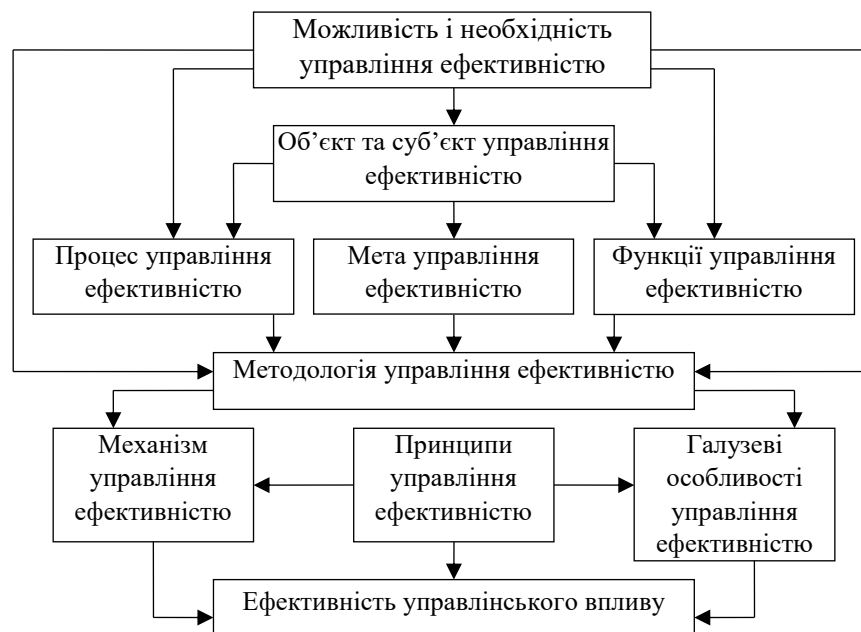 Можливість і необхідність
управління ефективністю
Об’єкт та суб’єкт управління
ефективністю
Процес управління
ефективністю
Мета управління
ефективністю
Функції управління
ефективністю
Методологія управління ефективністю
Механізм
управління
ефективністю
Принципи
управління
ефективністю
Галузеві
особливості
управління
ефективністю
Ефективність управлінського впливу